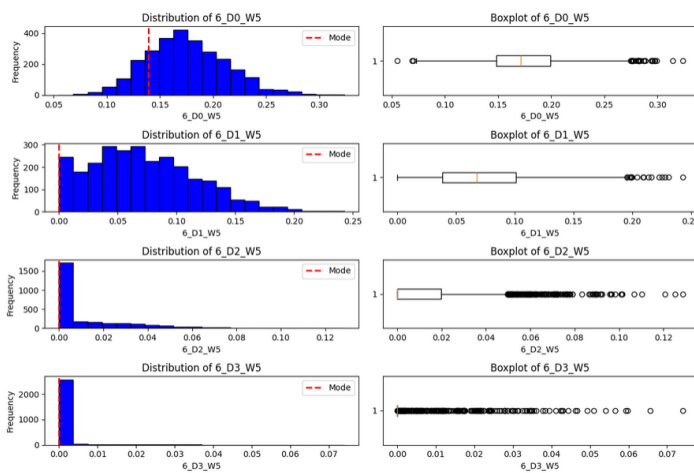 Distribution of 6_D0_W5
Boxplot of 6_D0_W5
Frequency
400
200
0
Mode
1
0.05 0.10 0.15 0.20 0.25 0.30
6_D0_W5
0.05 0.10 0.15 0.20 0.25 0.30
6_D0_W5
Distribution of 6_D1_W5
Boxplot of 6_D1_W5
Frequency
300
200
100
0
Mode
1
0.00 0.05 0.10 0.15 0.20 0.25
6_D1_W5
0.00 0.05 0.10 0.15 0.20
6_D1_W5
Distribution of 6_D2_W5
Boxplot of 6_D2_W5
Frequency
1500
1000
500
0
Mode
1
0.00 0.02 0.04 0.06 0.08 0.10 0.12
6_D2_W5
0.00 0.02 0.04 0.06 0.08 0.10 0.12
6_D2_W5
Distribution of 6_D3_W5
Boxplot of 6_D3_W5
Frequency
2000
1000
0
Mode
1
0.00 0.01 0.02 0.03 0.04 0.05 0.06 0.07
6_D3_W5
0.00 0.01 0.02 0.03 0.04 0.05 0.06 0.07
6_D3_W5